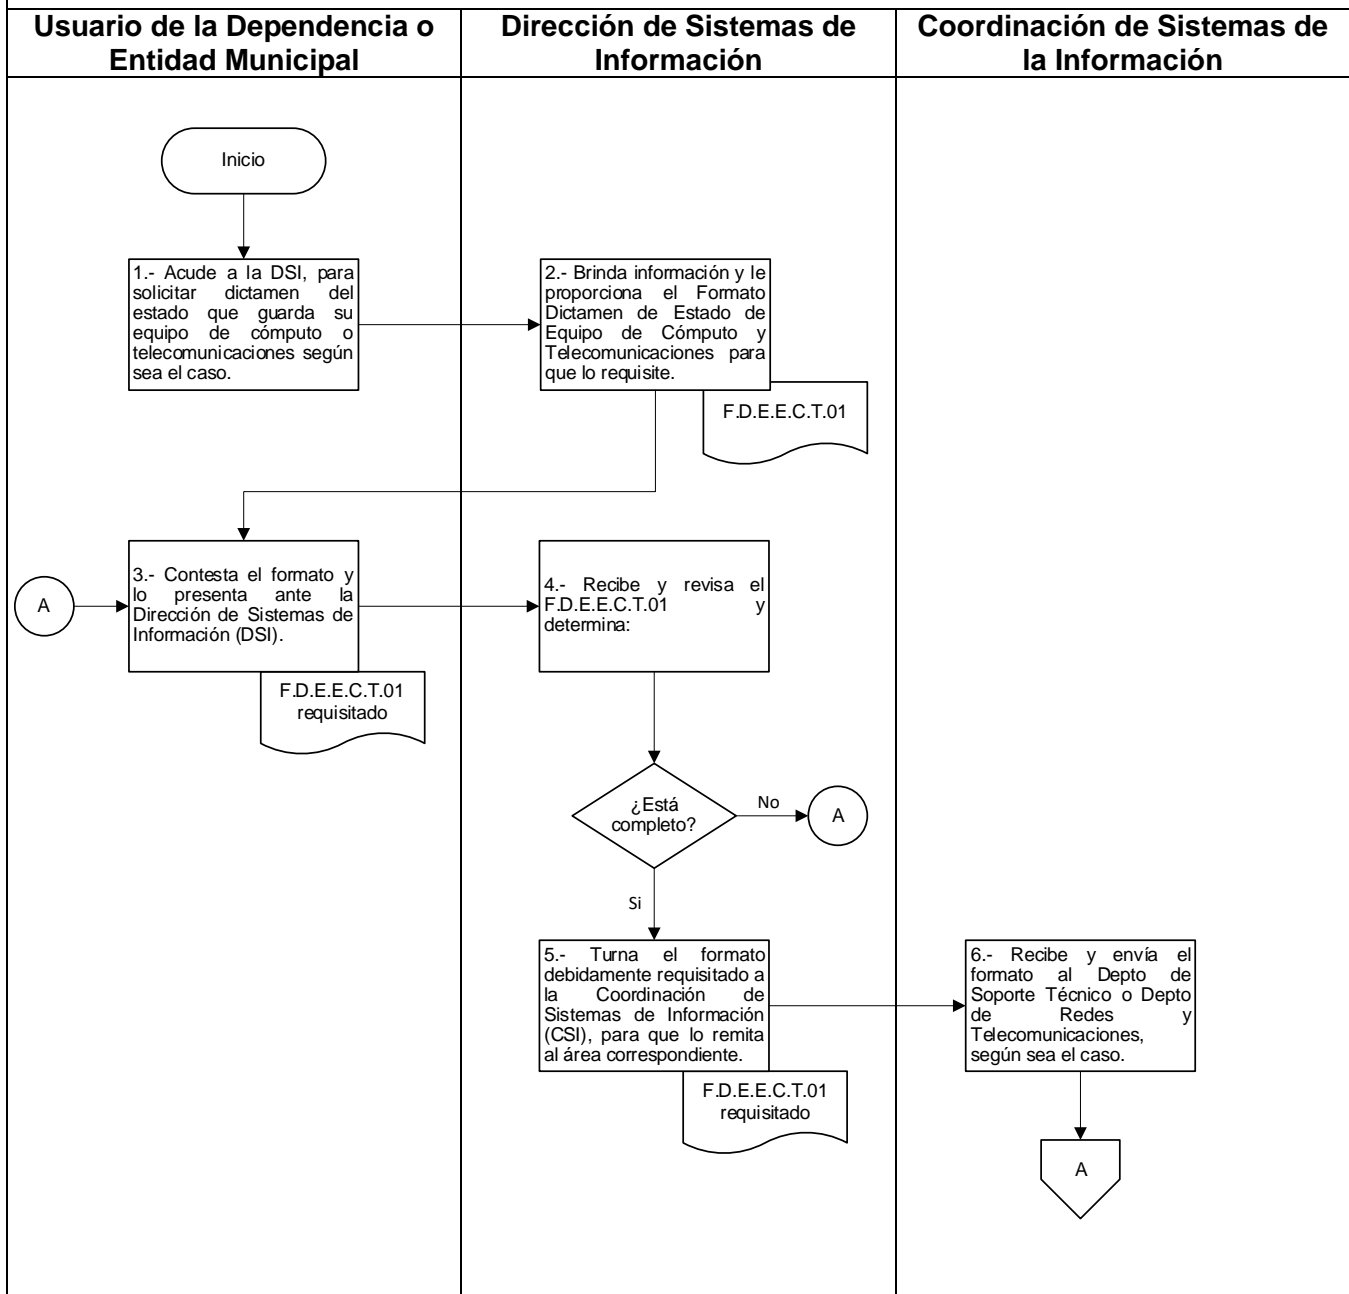 Usuario de la Dependencia o
Entidad Municipal
Dirección de Sistemas de
Información
Coordinación de Sistemas de
la Información
Inicio
1.- Acude a la DSI, para
solicitar dictamen del
estado que guarda su
equipo de cómputo o
telecomunicaciones según
sea el caso.
2.- Brinda información y le
proporciona el Formato
Dictamen de Estado de
Equipo de Cómputo y
Telecomunicaciones para
que lo requisite.
F.D.E.E.C.T.01
A
3.- Contesta el formato y
lo presenta ante la
Dirección de Sistemas de
Información (DSI).
F.D.E.E.C.T.01
requisitado
4.- Recibe y revisa el
F.D.E.E.C.T.01 y
determina:
¿Está
completo?
No
A
Si
5.- Turna el formato
debidamente requisitado a
la Coordinación de
Sistemas de Información
(CSI), para que lo remita
al área correspondiente.
F.D.E.E.C.T.01
requisitado
6.- Recibe y envía el
formato al Depto de
Soporte Técnico o Depto
de Redes y
Telecomunicaciones,
según sea el caso.
A